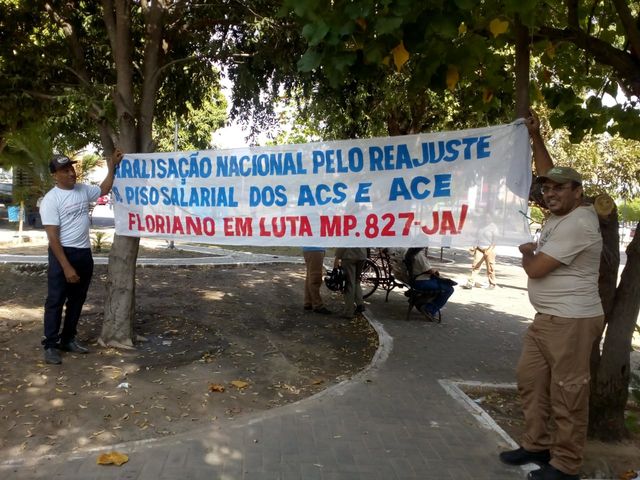 ARALISAÇÃO NACIONAL PELO REAJUSTE
PISO SALARIAL DOS ACS E ACE
FLORIANO EM LUTA MP. 827-JA!